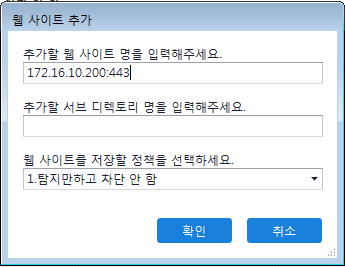 웹 사이트 추가
추가할 웹 사이트 명을 입력해주세요.
172.16.10.200:443
추가할 서브 디렉토리 명을 입력해주세요.
웹 사이트를 저장할 정책을 선택하세요.
1.탐지만하고 차단 안 함
확인
취소